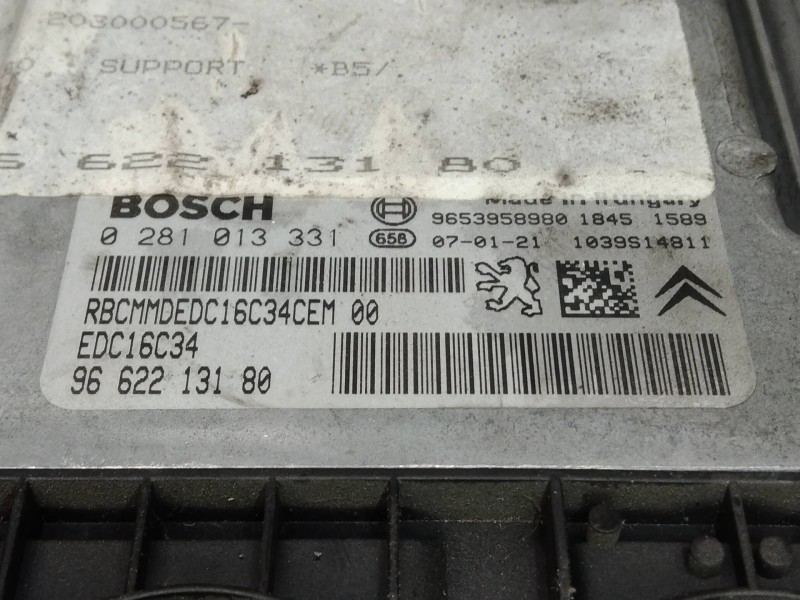 203000567-
SUPPORT *B5/
622 131 80
BOSCH Made in Hungary
9653958980 1845 1589
0 281 013 331 658 07-01-21 1039S14811
RBCMMDEDC16C34CEM 00
EDC16C34
96 622 131 80